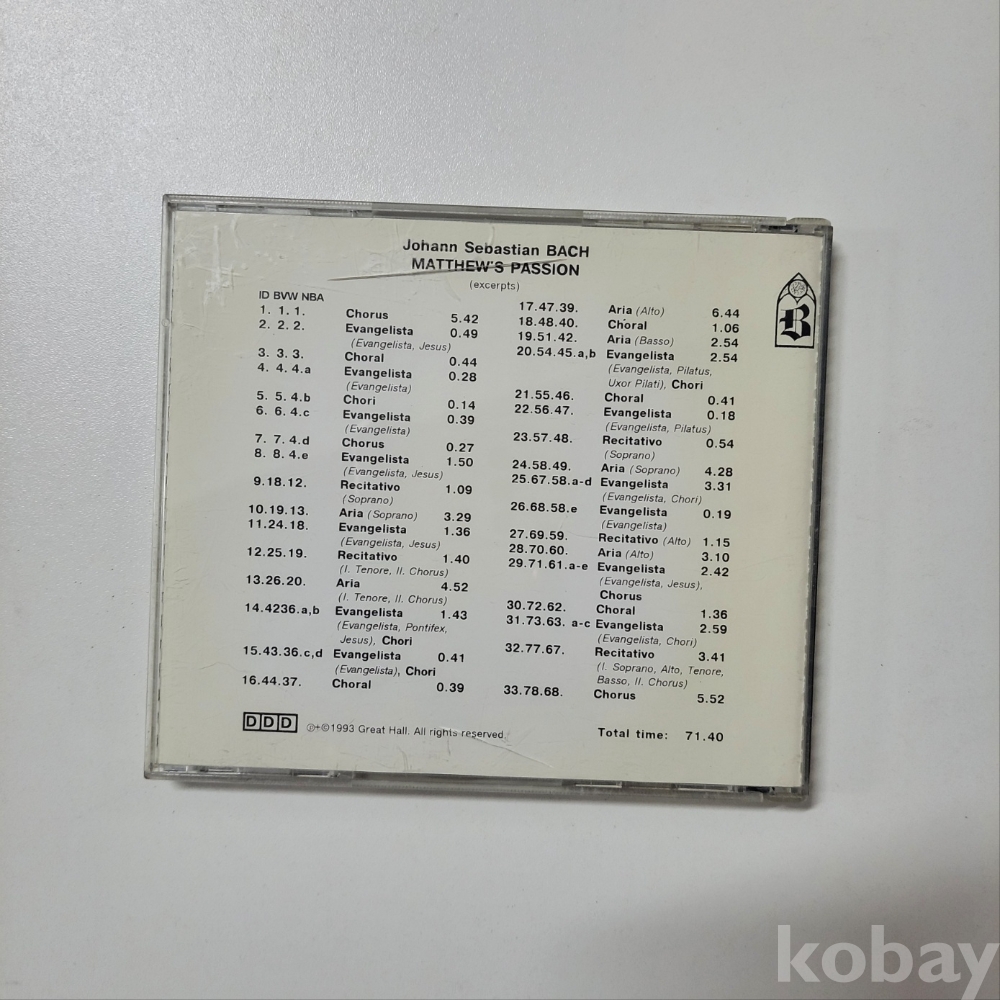 Johann Sebastian BACH
MATTHEW'S PASSION
(excerpts)
ID BVW NBA
1. 1. 1. Chorus 5.42
2. 2. 2. Evangelista 0.49
(Evangelista, Jesus)
3. 3. 3. Choral 0.44
4. 4. 4.a Evangelista 0.28
(Evangelista)
5. 5. 4.b Chori 0.14
6. 6. 4.c Evangelista 0.39
(Evangelista)
7. 7. 4.d Chorus 0.27
8. 8. 4.e Evangelista 1.50
(Evangelista, Jesus)
9.18.12. Recitativo 1.09
(Soprano)
10.19.13. Aria (Soprano) 3.29
11.24.18. Evangelista 1.36
(Evangelista, Jesus)
12.25.19. Recitativo 1.40
(I. Tenore, II. Chorus)
13.26.20. Aria 4.52
(I. Tenore, II. Chorus)
14.4236.a,b Evangelista 1.43
(Evangelista, Pontifex,
Jesus), Chori
15.43.36.c,d Evangelista 0.41
(Evangelista), Chori
16.44.37. Choral 0.39
17.47.39. Aria (Alto) 6.44
18.48.40. Choral 1.06
19.51.42. Aria (Basso) 2.54
20.54.45.a,b Evangelista 2.54
(Evangelista, Pilatus,
Uxor Pilati), Chori
21.55.46. Choral 0.41
22.56.47. Evangelista 0.18
(Evangelista, Pilatus)
23.57.48. Recitativo 0.54
(Soprano)
24.58.49. Aria (Soprano) 4.28
25.67.58.a-d Evangelista 3.31
(Evangelista, Chori)
26.68.58.e Evangelista 0.19
(Evangelista)
27.69.59. Recitativo (Alto) 1.15
28.70.60. Aria (Alto) 3.10
29.71.61.a-e Evangelista 2.42
(Evangelista, Jesus),
Chorus
30.72.62. Choral 1.36
31.73.63. a-c Evangelista 2.59
(Evangelista, Chori)
32.77.67. Recitativo 3.41
(I. Soprano, Alto, Tenore,
Basso, II. Chorus)
33.78.68. Chorus 5.52
B
DDD ℗+©1993 Great Hall. All rights reserved.
Total time: 71.40
kobay